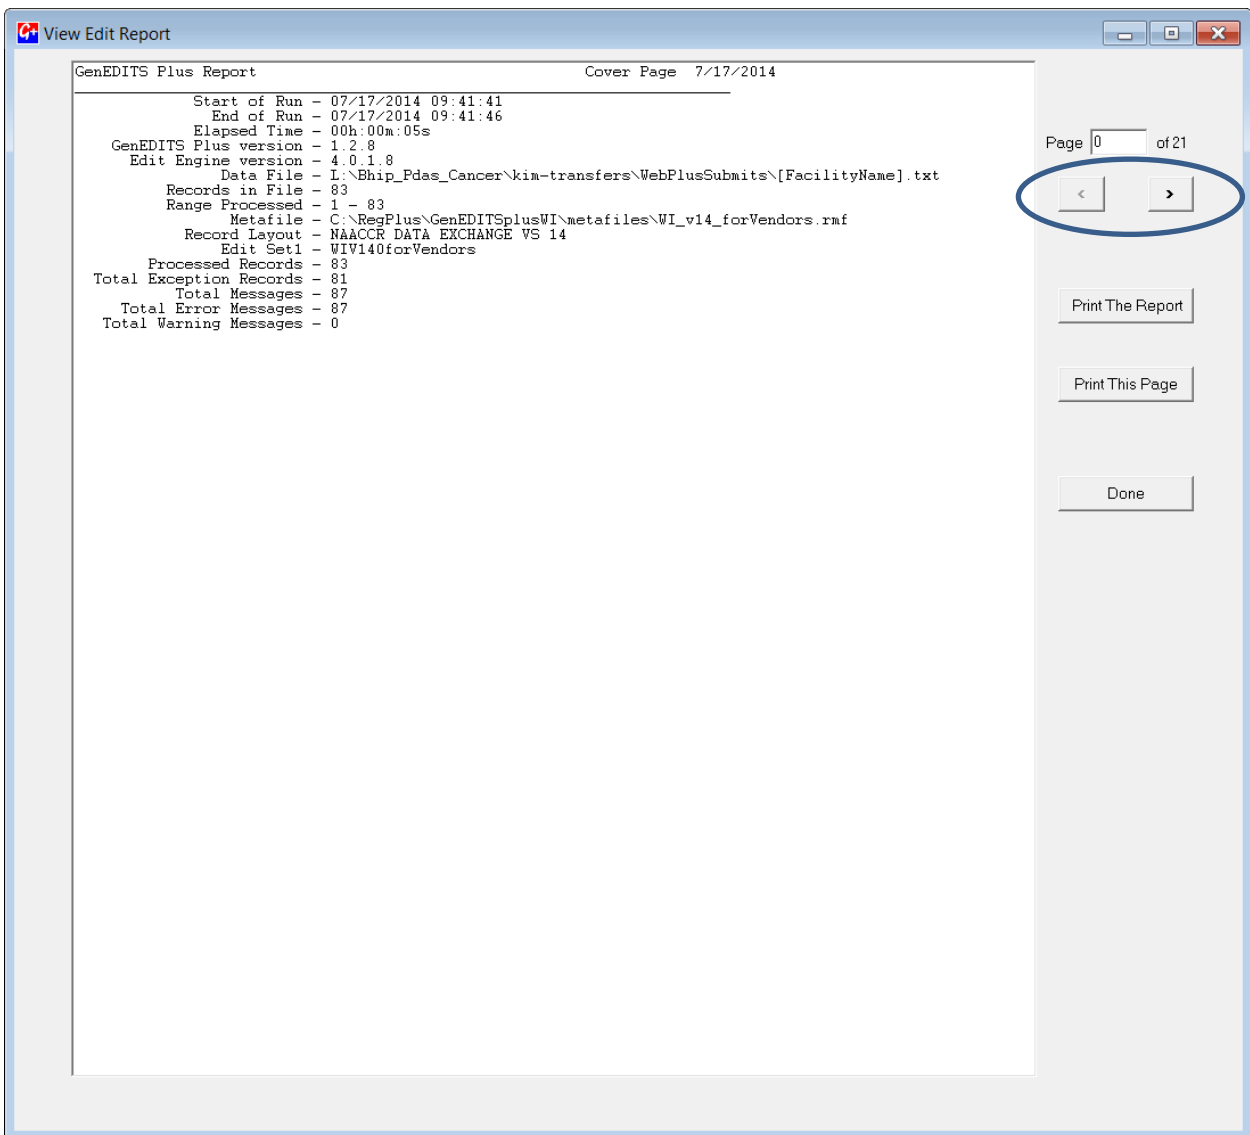 G+ View Edit Report
GenEDITS Plus Report Cover Page 7/17/2014
Start of Run - 07/17/2014 09:41:41
End of Run - 07/17/2014 09:41:46
Elapsed Time - 00h:00m:05s
GenEDITS Plus version - 1.2.8
Edit Engine version - 4.0.1.8
Data File - L:\Bhip_Pdas_Cancer\kim-transfers\WebPlusSubmits\[FacilityName].txt
Records in File - 83
Range Processed - 1 - 83
Metafile - C:\RegPlus\GenEDITSplusWI\metafiles\WI_v14_forVendors.rmf
Record Layout - NAACCR DATA EXCHANGE VS 14
Edit Set1 - WIV140forVendors
Processed Records - 83
Total Exception Records - 81
Total Messages - 87
Total Error Messages - 87
Total Warning Messages - 0
Page 0 of 21
< >
Print The Report
Print This Page
Done